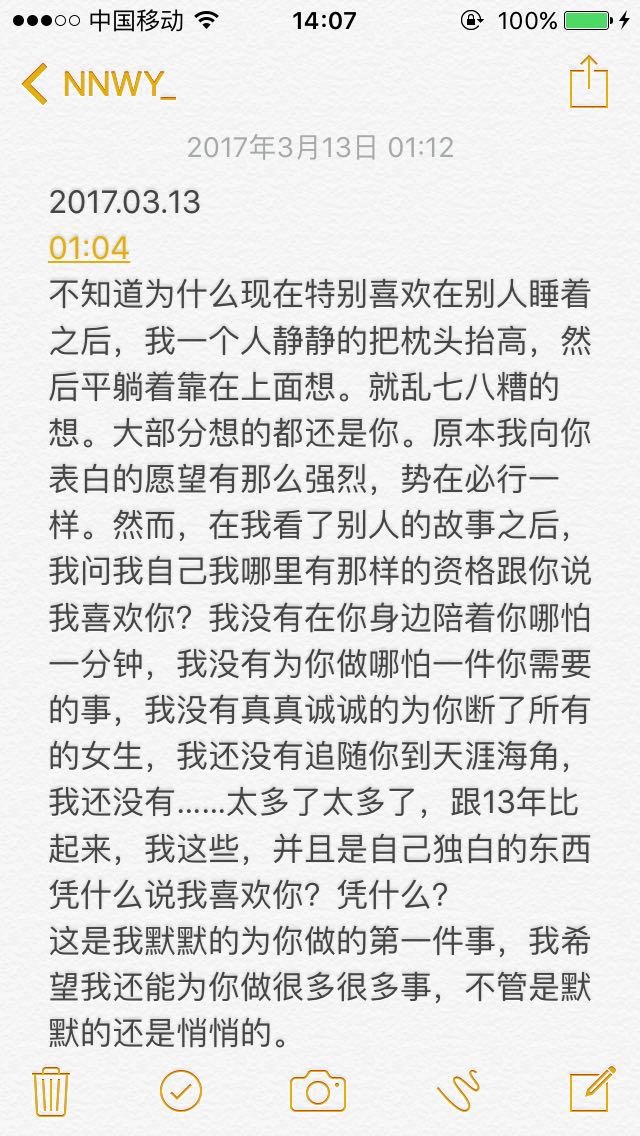 中国移动 14:07 100%
NNWY_
2017年3月13日 01:12
2017.03.13
01:04
不知道为什么现在特别喜欢在别人睡着
之后，我一个人静静的把枕头抬高，然
后平躺着靠在上面想。就乱七八糟的
想。大部分想的都还是你。原本我向你
表白的愿望有那么强烈，势在必行一
样。然而，在我看了别人的故事之后，
我问我自己我哪里有那样的资格跟你说
我喜欢你？我没有在你身边陪着你哪怕
一分钟，我没有为你做哪怕一件你需要
的事，我没有真真诚诚的为你断了所有
的女生，我还没有追随你到天涯海角，
我还没有......太多了太多了，跟13年比
起来，我这些，并且是自己独白的东西
凭什么说我喜欢你？凭什么？
这是我默默的为你做的第一件事，我希
望我还能为你做很多很多事，不管是默
默的还是悄悄的。